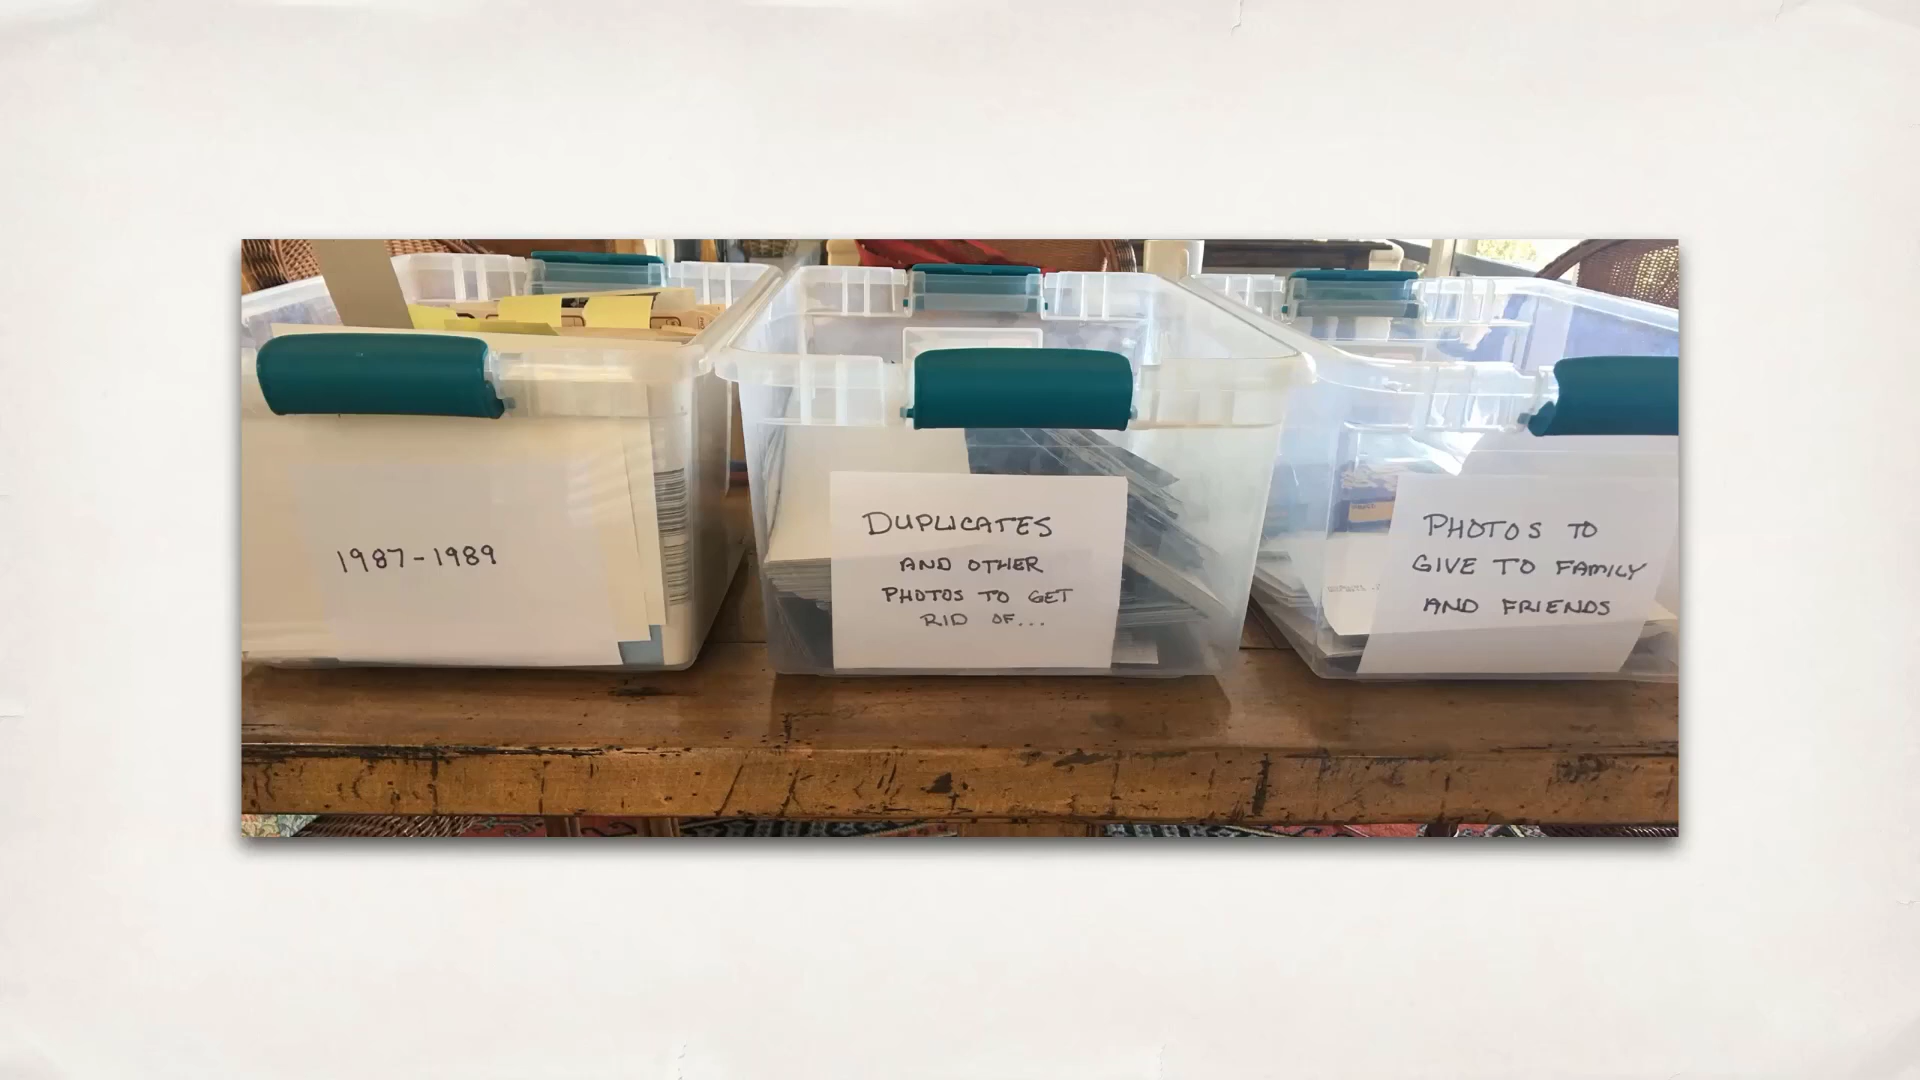 1987-1989
DUPLICATES
AND OTHER
PHOTOS TO GET
RID OF...
PHOTOS TO
GIVE TO FAMILY
AND FRIENDS